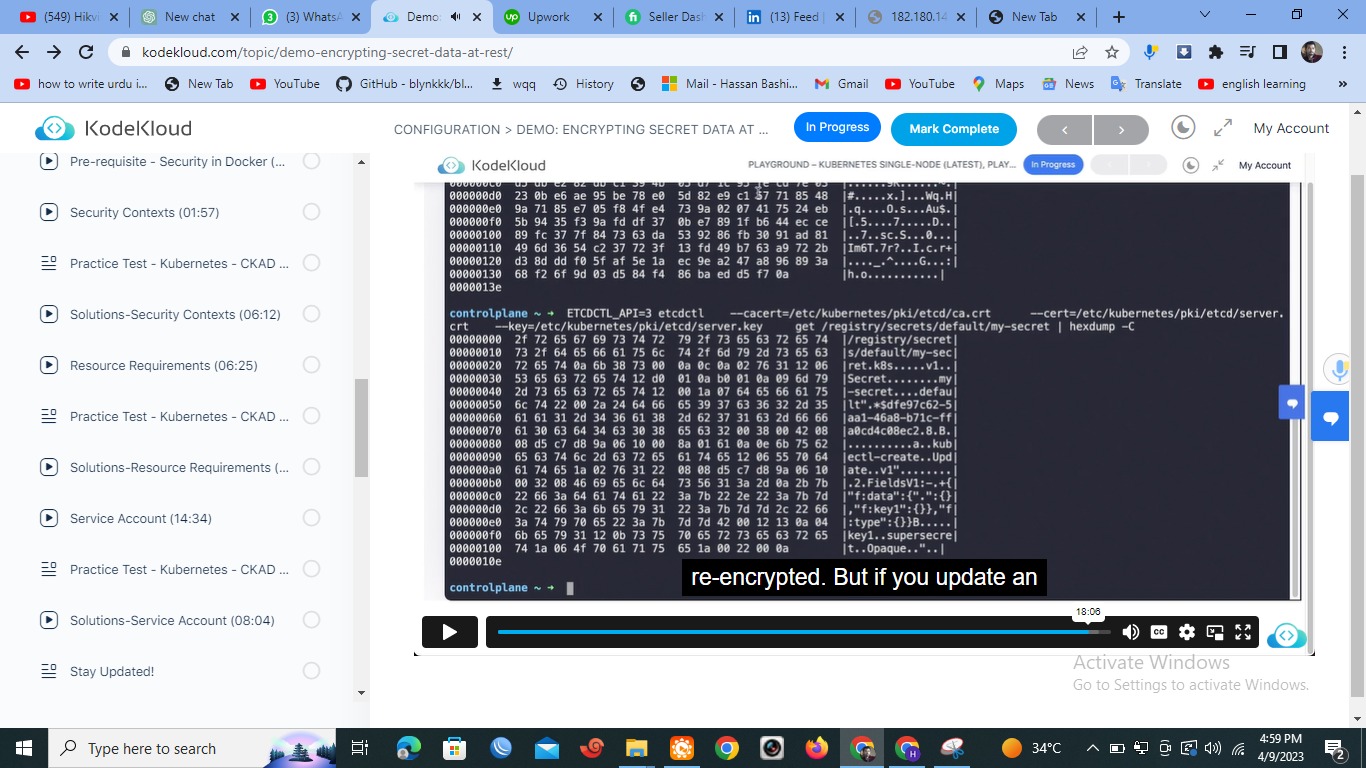 (549) Hikvi
New chat
(3) WhatsA
Demo:
Upwork
Seller Dash
(13) Feed |
182.180.14
New Tab
kodekloud.com/topic/demo-encrypting-secret-data-at-rest/
how to write urdu i...
New Tab
YouTube
GitHub - blynkkk/bl...
wqq
History
Mail - Hassan Bashi...
Gmail
YouTube
Maps
News
Translate
english learning
»
KodeKloud
CONFIGURATION > DEMO: ENCRYPTING SECRET DATA AT ...
In Progress
Mark Complete
<
>
My Account
Pre-requisite - Security in Docker (...
Security Contexts (01:57)
Practice Test - Kubernetes - CKAD ...
Solutions-Security Contexts (06:12)
Resource Requirements (06:25)
Practice Test - Kubernetes - CKAD ...
Solutions-Resource Requirements (...
Service Account (14:34)
Practice Test - Kubernetes - CKAD ...
Solutions-Service Account (08:04)
Stay Updated!
KodeKloud
PLAYGROUND – KUBERNETES SINGLE-NODE (LATEST), PLAY...
In Progress
My Account
000000d0 23 0b e6 ae 95 be 78 e0 5d 82 e9 c1 57 71 85 48 |#.....x.]...Wq.H|
000000e0 9a 71 85 e7 05 f8 4f e4 73 9a 02 07 41 75 24 eb |.q....O.s...Au$.|
000000f0 5b 94 35 f3 9a fd df 37 0b e7 89 1f b6 44 ec ce |[.5....7.....D..|
00000100 89 fc 37 7f 84 73 63 da 53 92 86 fb 30 91 ad 81 |..7..sc.S...0...|
00000110 49 6d 36 54 c2 37 72 3f 13 fd 49 b7 63 a9 72 2b |Im6T.7r?..I.c.r+|
00000120 d3 8d dd f0 5f af 5e 1a ec 9e a2 47 a8 96 89 3a |...._.^....G...:|
00000130 68 f2 6f 9d 03 d5 84 f4 86 ba ed d5 f7 0a |h.o...........|
0000013e
controlplane ~ ➜ ETCDCTL_API=3 etcdctl --cacert=/etc/kubernetes/pki/etcd/ca.crt --cert=/etc/kubernetes/pki/etcd/server.
crt --key=/etc/kubernetes/pki/etcd/server.key get /registry/secrets/default/my-secret | hexdump -C
00000000 2f 72 65 67 69 73 74 72 79 2f 73 65 63 72 65 74 |/registry/secret|
00000010 73 2f 64 65 66 61 75 6c 74 2f 6d 79 2d 73 65 63 |s/default/my-sec|
00000020 72 65 74 0a 6b 38 73 00 0a 0c 0a 02 76 31 12 06 |ret.k8s.....v1..|
00000030 53 65 63 72 65 74 12 d0 01 0a b0 01 0a 09 6d 79 |Secret........my|
00000040 2d 73 65 63 72 65 74 12 00 1a 07 64 65 66 61 75 |-secret....defau|
00000050 6c 74 22 00 2a 24 64 66 65 39 37 63 36 32 2d 35 |lt".*$dfe97c62-5|
00000060 61 61 31 2d 34 36 61 38 2d 62 37 31 63 2d 66 66 |aa1-46a8-b71c-ff|
00000070 61 30 63 64 34 63 30 38 65 63 32 00 38 00 42 08 |a0cd4c08ec2.8.B.|
00000080 08 d5 c7 d8 9a 06 10 00 8a 01 61 0a 0e 6b 75 62 |..........a..kub|
00000090 65 63 74 6c 2d 63 72 65 61 74 65 12 06 55 70 64 |ectl-create..Upd|
000000a0 61 74 65 1a 02 76 31 22 08 08 d5 c7 d8 9a 06 10 |ate..v1"........|
000000b0 00 32 08 46 69 65 6c 64 73 56 31 3a 2d 0a 2b 7b |.2.FieldsV1:-.+{|
000000c0 22 66 3a 64 61 74 61 22 3a 7b 22 2e 22 3a 7b 7d |"f:data":{".":{}|
000000d0 2c 22 66 3a 6b 65 79 31 22 3a 7b 7d 7d 2c 22 66 |,"f:key1":{}},"f|
000000e0 3a 74 79 70 65 22 3a 7b 7d 7d 42 00 12 13 0a 04 |:type":{}}B.....|
000000f0 6b 65 79 31 12 0b 73 75 70 65 72 73 65 63 72 65 |key1..supersecre|
00000100 74 1a 06 4f 70 61 71 75 65 1a 00 22 00 0a |t..Opaque.."..|
0000010e
controlplane ~ ➜
re-encrypted. But if you update an
18:06
CC
Activate Windows
Go to Settings to activate Windows.
Type here to search
34°C
4:59 PM
4/9/2023
2